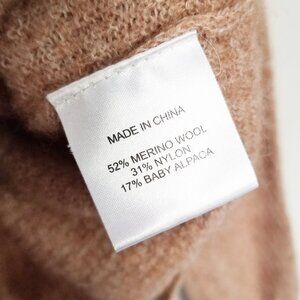 MADE IN CHINA
52% MERINO WOOL
31% NYLON
17% BABY ALPACA